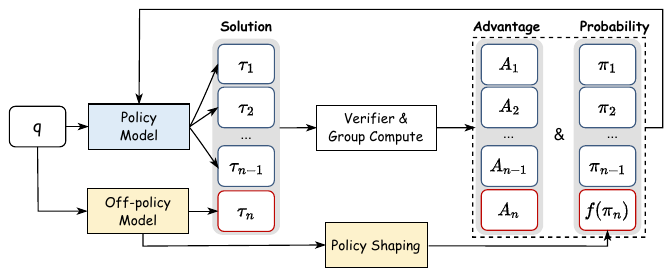 Solution
Advantage
Probability
q
Policy
Model
τ₁
τ₂
...
τₙ₋₁
τₙ
Verifier &
Group Compute
A₁
A₂
...
Aₙ₋₁
Aₙ
&
π₁
π₂
...
πₙ₋₁
f(πₙ)
Off-policy
Model
Policy Shaping